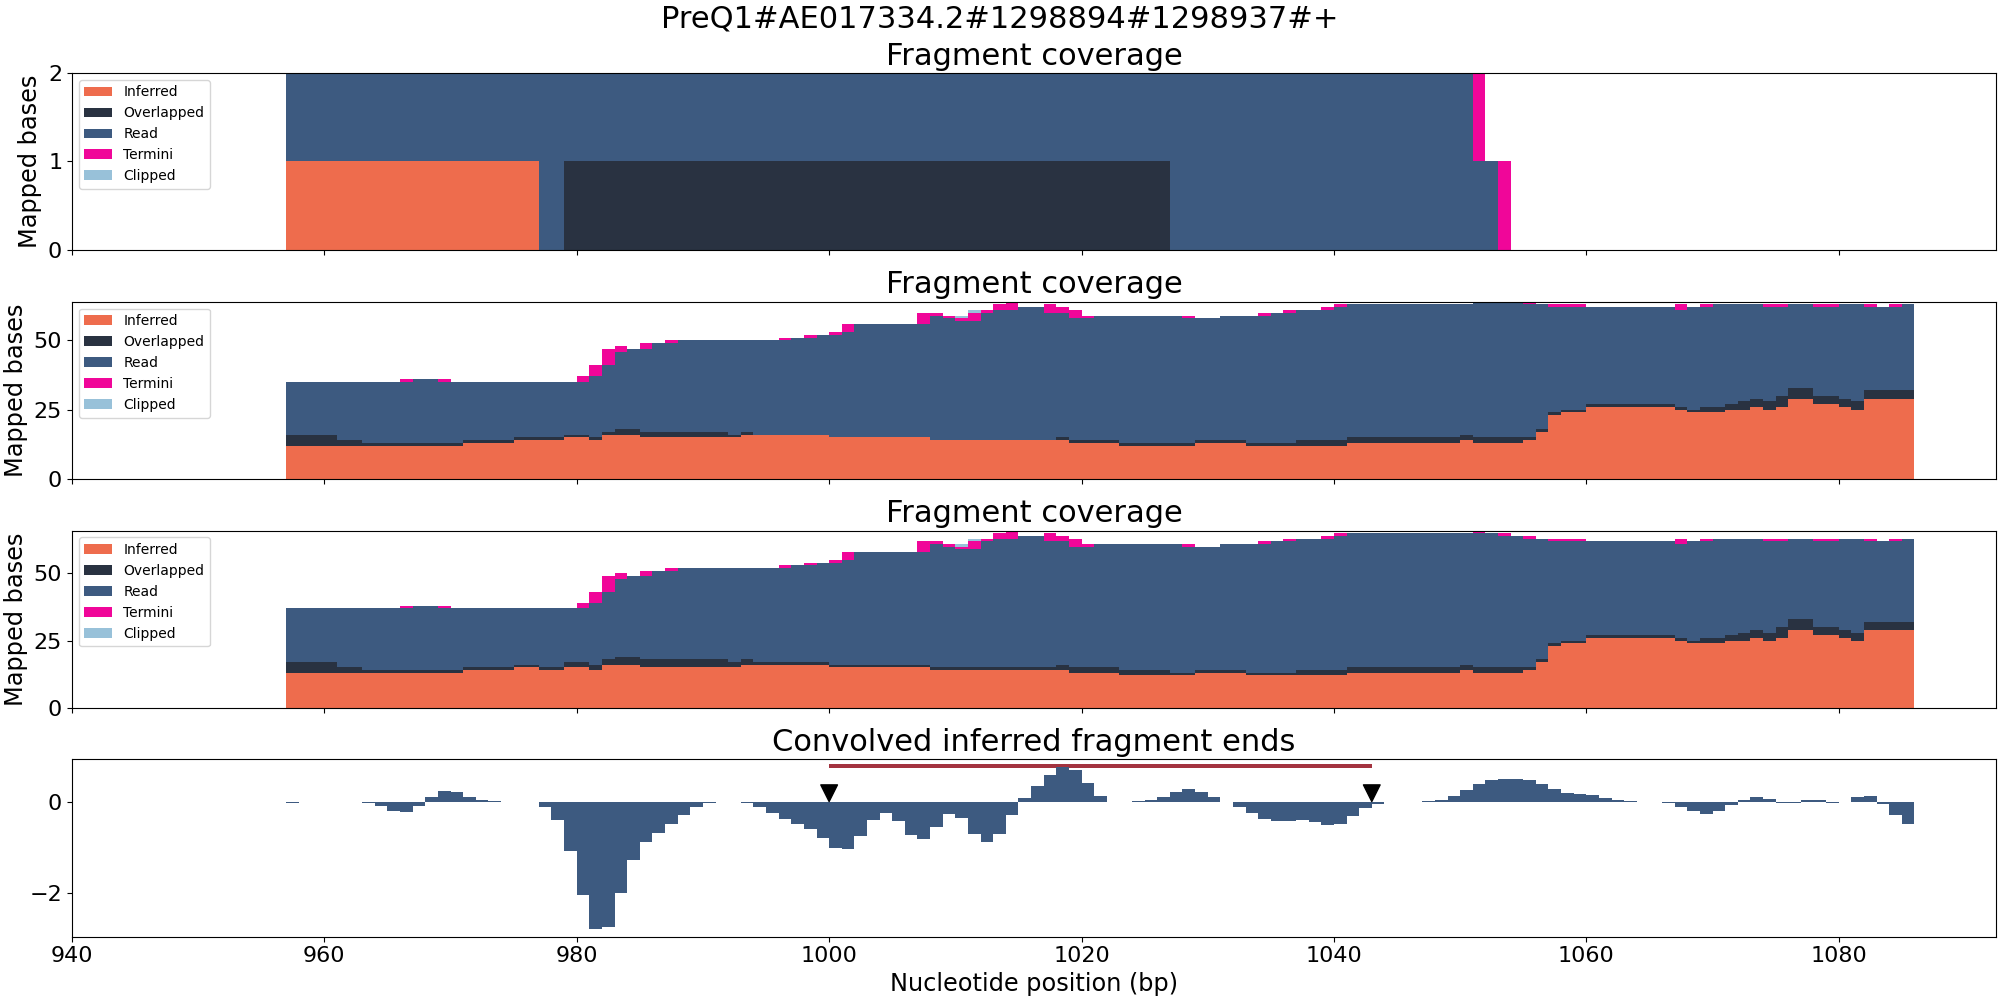 PreQ1#AE017334.2#1298894#1298937#+
Fragment coverage
Mapped bases
2
1
0
Inferred
Overlapped
Read
Termini
Clipped
Fragment coverage
Mapped bases
50
25
0
Inferred
Overlapped
Read
Termini
Clipped
Fragment coverage
Mapped bases
50
25
0
Inferred
Overlapped
Read
Termini
Clipped
Convolved inferred fragment ends
0
−2
940 960 980 1000 1020 1040 1060 1080
Nucleotide position (bp)